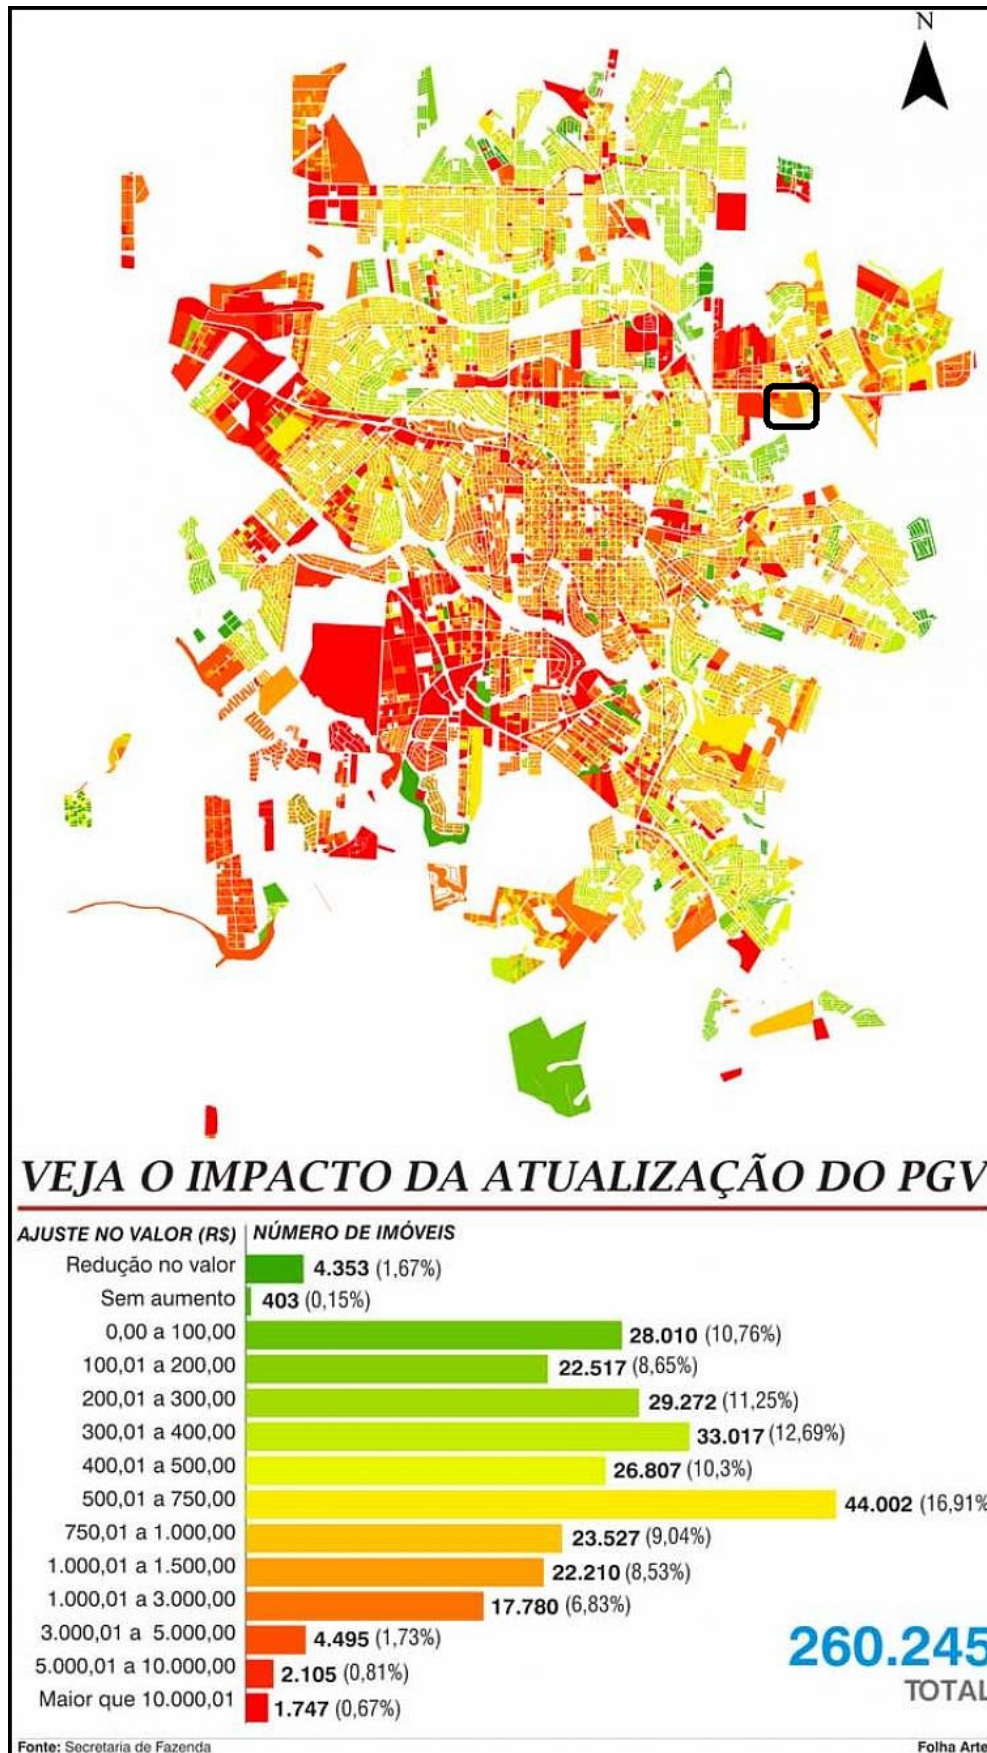 N
VEJA O IMPACTO DA ATUALIZAÇÃO DO PGV
AJUSTE NO VALOR (R$) NÚMERO DE IMÓVEIS
Redução no valor 4.353 (1,67%)
Sem aumento 403 (0,15%)
0,00 a 100,00 28.010 (10,76%)
100,01 a 200,00 22.517 (8,65%)
200,01 a 300,00 29.272 (11,25%)
300,01 a 400,00 33.017 (12,69%)
400,01 a 500,00 26.807 (10,3%)
500,01 a 750,00 44.002 (16,91%
750,01 a 1.000,00 23.527 (9,04%)
1.000,01 a 1.500,00 22.210 (8,53%)
1.000,01 a 3.000,00 17.780 (6,83%)
3.000,01 a 5.000,00 4.495 (1,73%)
5.000,01 a 10.000,00 2.105 (0,81%)
Maior que 10.000,01 1.747 (0,67%)
260.245
TOTAL
Fonte: Secretaria de Fazenda Folha Arte